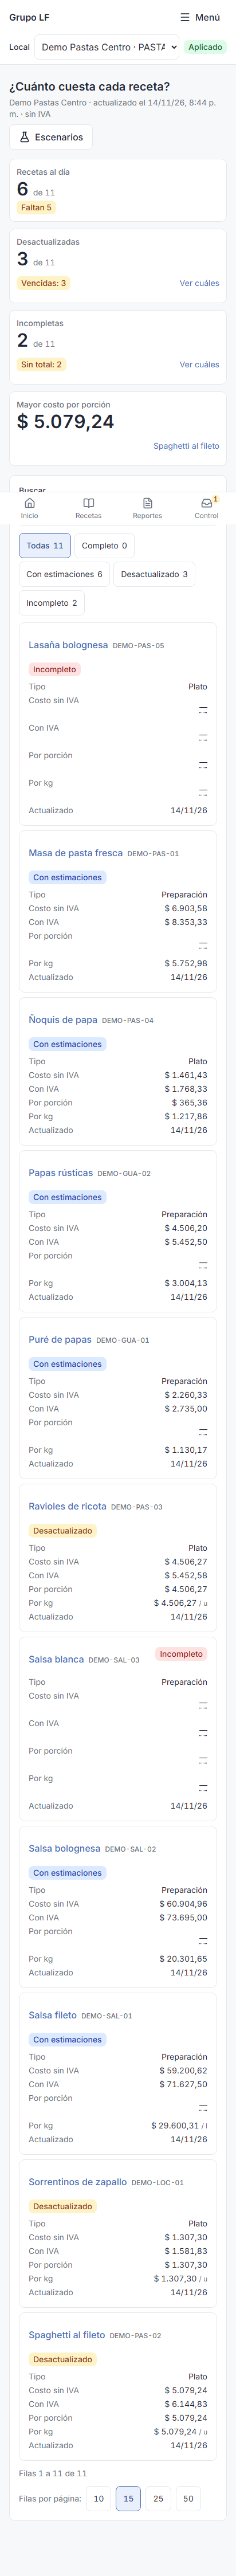 Grupo LF
Menú
Local
Demo Pastas Centro · PASTA
Aplicado
¿Cuánto cuesta cada receta?
Demo Pastas Centro · actualizado el 14/11/26, 8:44 p.
m. · sin IVA
Escenarios
Recetas al día
6 de 11
Faltan 5
Desactualizadas
3 de 11
Vencidas: 3
Ver cuáles
Incompletas
2 de 11
Sin total: 2
Ver cuáles
Mayor costo por porción
$ 5.079,24
Spaghetti al fileto
Buscar
Inicio
Recetas
Reportes
Control
1
Todas 11
Completo 0
Con estimaciones 6
Desactualizado 3
Incompleto 2
Lasaña bolognesa DEMO-PAS-05
Incompleto
Tipo Plato
Costo sin IVA —
Con IVA —
Por porción —
Por kg —
Actualizado 14/11/26
Masa de pasta fresca DEMO-PAS-01
Con estimaciones
Tipo Preparación
Costo sin IVA $ 6.903,58
Con IVA $ 8.353,33
Por porción —
Por kg $ 5.752,98
Actualizado 14/11/26
Ñoquis de papa DEMO-PAS-04
Con estimaciones
Tipo Plato
Costo sin IVA $ 1.461,43
Con IVA $ 1.768,33
Por porción $ 365,36
Por kg $ 1.217,86
Actualizado 14/11/26
Papas rústicas DEMO-GUA-02
Con estimaciones
Tipo Preparación
Costo sin IVA $ 4.506,20
Con IVA $ 5.452,50
Por porción —
Por kg $ 3.004,13
Actualizado 14/11/26
Puré de papas DEMO-GUA-01
Con estimaciones
Tipo Preparación
Costo sin IVA $ 2.260,33
Con IVA $ 2.735,00
Por porción —
Por kg $ 1.130,17
Actualizado 14/11/26
Ravioles de ricota DEMO-PAS-03
Desactualizado
Tipo Plato
Costo sin IVA $ 4.506,27
Con IVA $ 5.452,58
Por porción $ 4.506,27
Por kg $ 4.506,27 / u
Actualizado 14/11/26
Salsa blanca DEMO-SAL-03
Incompleto
Tipo Preparación
Costo sin IVA —
Con IVA —
Por porción —
Por kg —
Actualizado 14/11/26
Salsa bolognesa DEMO-SAL-02
Con estimaciones
Tipo Preparación
Costo sin IVA $ 60.904,96
Con IVA $ 73.695,00
Por porción —
Por kg $ 20.301,65
Actualizado 14/11/26
Salsa fileto DEMO-SAL-01
Con estimaciones
Tipo Preparación
Costo sin IVA $ 59.200,62
Con IVA $ 71.627,50
Por porción —
Por kg $ 29.600,31 / l
Actualizado 14/11/26
Sorrentinos de zapallo DEMO-LOC-01
Desactualizado
Tipo Plato
Costo sin IVA $ 1.307,30
Con IVA $ 1.581,83
Por porción $ 1.307,30
Por kg $ 1.307,30 / u
Actualizado 14/11/26
Spaghetti al fileto DEMO-PAS-02
Desactualizado
Tipo Plato
Costo sin IVA $ 5.079,24
Con IVA $ 6.144,83
Por porción $ 5.079,24
Por kg $ 5.079,24 / u
Actualizado 14/11/26
Filas 1 a 11 de 11
Filas por página: 10 15 25 50